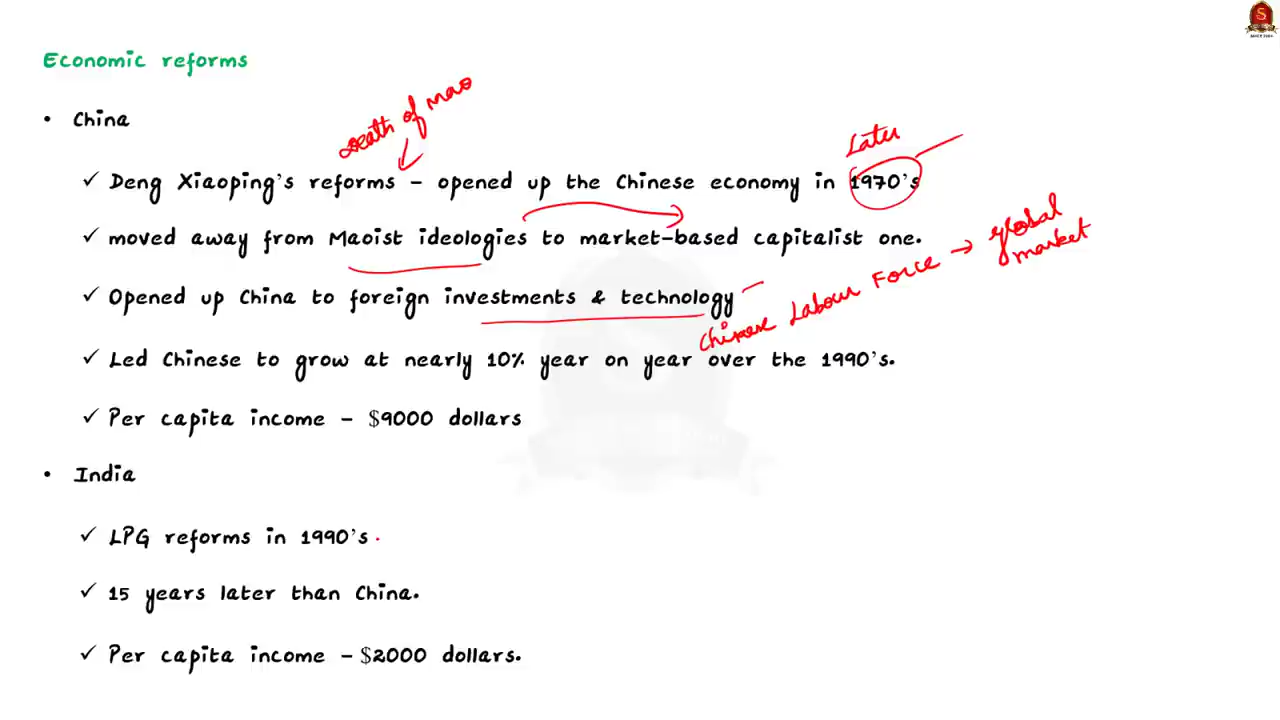 Economic reforms
• China
Death of Mao
Later
✓ Deng Xiaoping's reforms – opened up the Chinese economy in 1970's
✓ moved away from Maoist ideologies to market-based capitalist one.
Chinese Labour Force → global market
✓ Opened up China to foreign investments & technology
✓ Led Chinese to grow at nearly 10% year on year over the 1990's.
✓ Per capita income – $9000 dollars
• India
✓ LPG reforms in 1990's
✓ 15 years later than China.
✓ Per capita income – $2000 dollars.